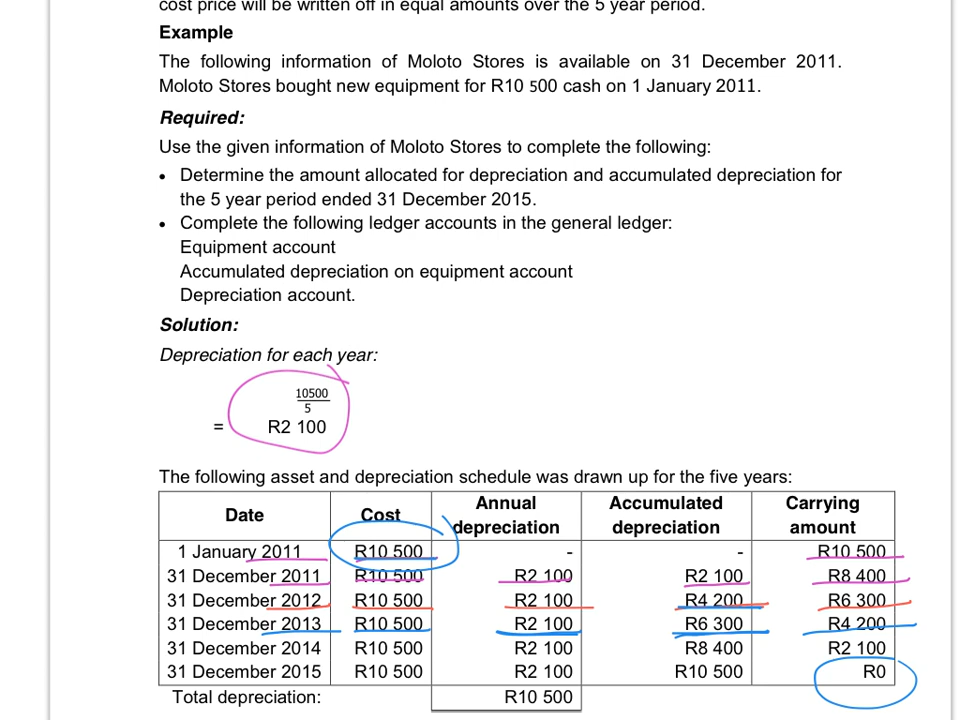 cost price will be written off in equal amounts over the 5 year period.
Example
The following information of Moloto Stores is available on 31 December 2011.
Moloto Stores bought new equipment for R10 500 cash on 1 January 2011.
Required:
Use the given information of Moloto Stores to complete the following:
• Determine the amount allocated for depreciation and accumulated depreciation for
the 5 year period ended 31 December 2015.
• Complete the following ledger accounts in the general ledger:
Equipment account
Accumulated depreciation on equipment account
Depreciation account.
Solution:
Depreciation for each year:
10500
5
= R2 100
The following asset and depreciation schedule was drawn up for the five years:
Date Cost Annual depreciation Accumulated depreciation Carrying amount
1 January 2011 R10 500 - - R10 500
31 December 2011 R10 500 R2 100 R2 100 R8 400
31 December 2012 R10 500 R2 100 R4 200 R6 300
31 December 2013 R10 500 R2 100 R6 300 R4 200
31 December 2014 R10 500 R2 100 R8 400 R2 100
31 December 2015 R10 500 R2 100 R10 500 R0
Total depreciation: R10 500